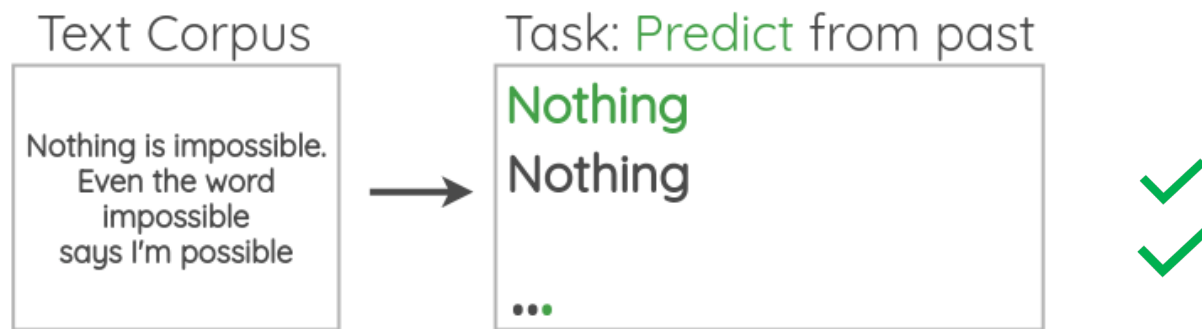 Text Corpus
Task: Predict from past
Nothing is impossible.
Even the word
impossible
says I'm possible
Nothing
Nothing
...